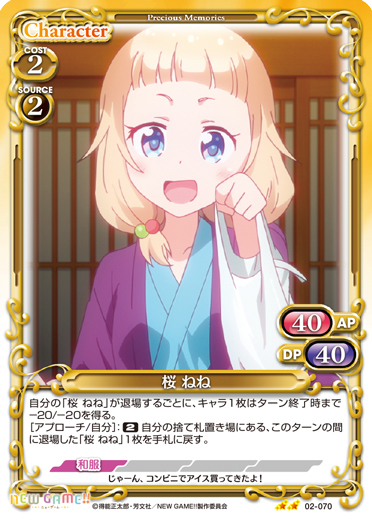 Precious Memories
Character
COST
2
SOURCE
2
40 AP
DP 40
桜 ねね
自分の「桜 ねね」が退場するごとに、キャラ1枚はターン終了時まで
−20/−20を得る。
[アプローチ/自分]:2 自分の捨て札置き場にある、このターンの間
に退場した「桜 ねね」1枚を手札に戻す。
和服
じゃーん、コンビニでアイス買ってきたよ!
NEW GAME!!
©得能正太郎・芳文社/NEW GAME!!製作委員会
02-070